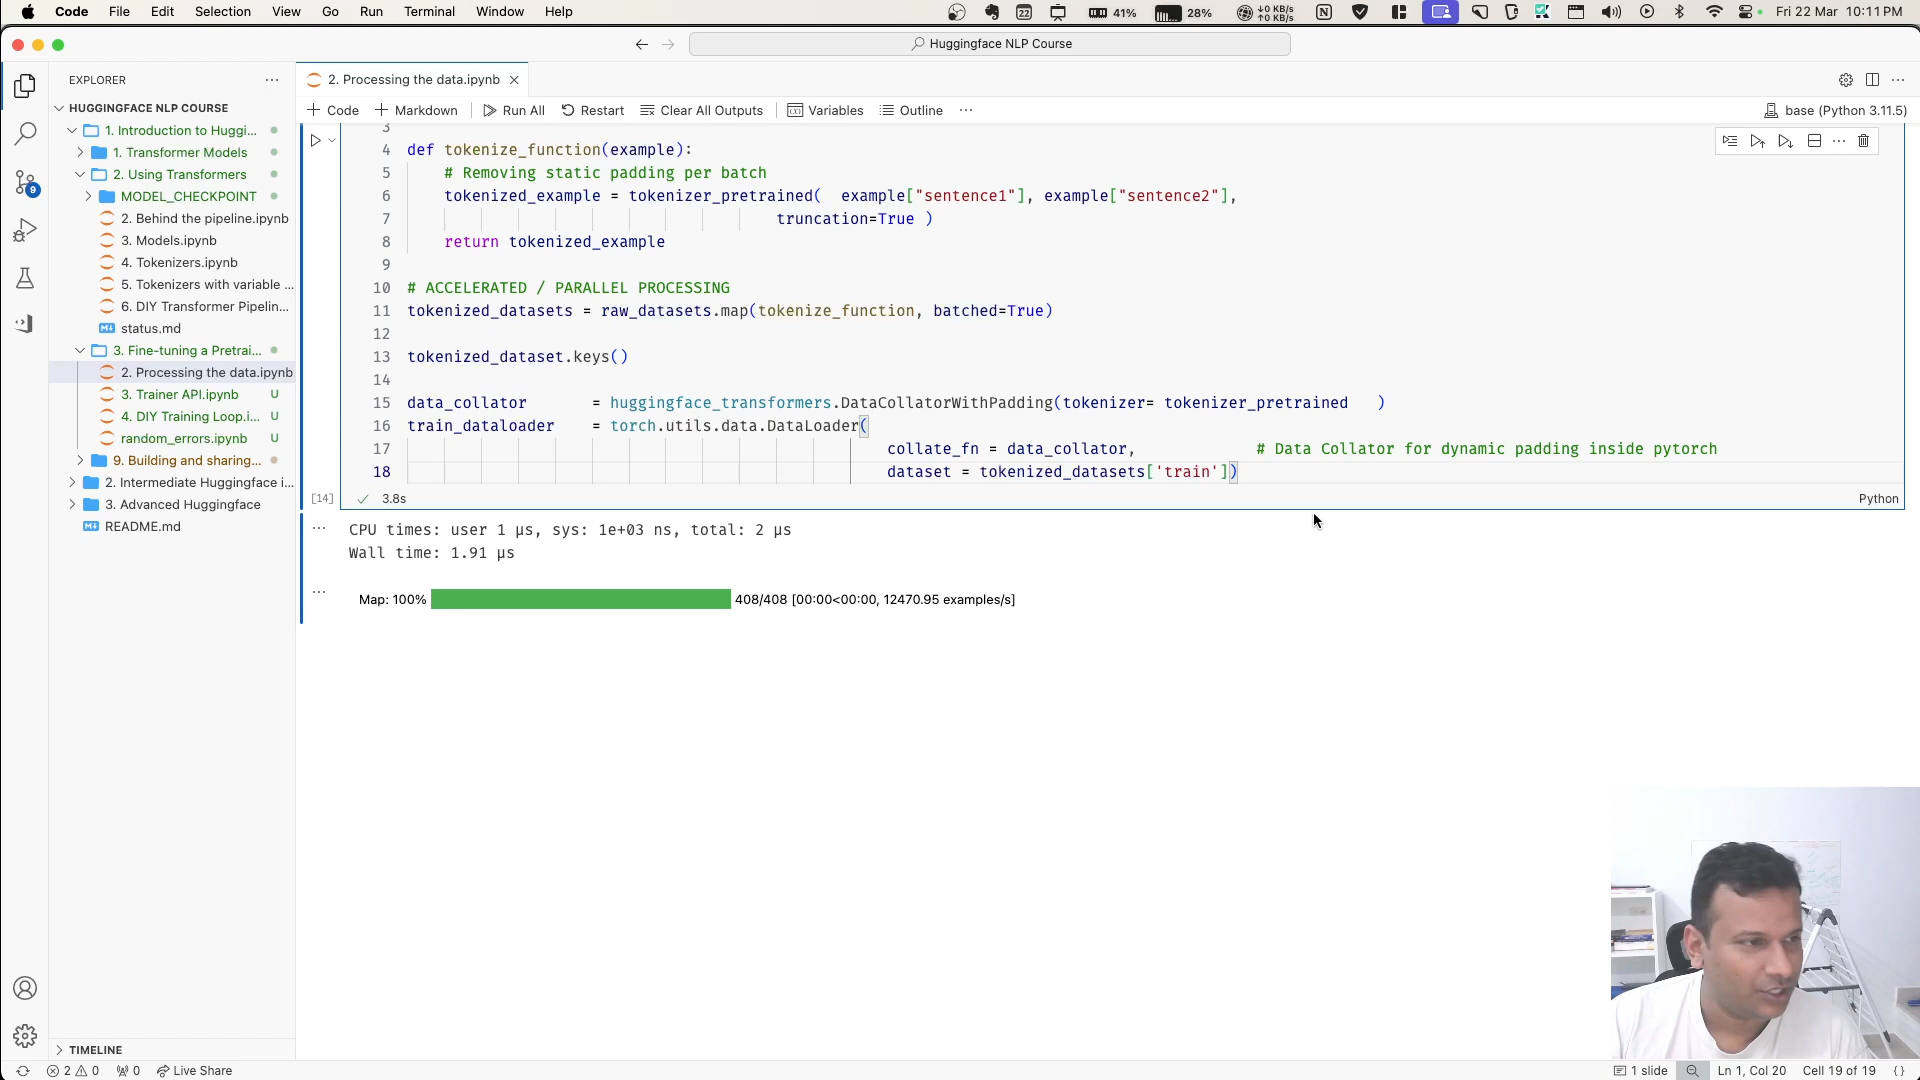 Code File Edit Selection View Go Run Terminal Window Help
22 41% 28% ↓0 KB/s ↑0 KB/s Fri 22 Mar 10:11 PM
Huggingface NLP Course
EXPLORER
2. Processing the data.ipynb
HUGGINGFACE NLP COURSE
Code Markdown Run All Restart Clear All Outputs Variables Outline base (Python 3.11.5)
1. Introduction to Huggi...
1. Transformer Models
2. Using Transformers
MODEL_CHECKPOINT
2. Behind the pipeline.ipynb
3. Models.ipynb
4. Tokenizers.ipynb
5. Tokenizers with variable ...
6. DIY Transformer Pipelin...
status.md
3. Fine-tuning a Pretrai...
2. Processing the data.ipynb
3. Trainer API.ipynb U
4. DIY Training Loop.i... U
random_errors.ipynb U
9. Building and sharing...
2. Intermediate Huggingface i...
3. Advanced Huggingface
README.md
9
TIMELINE
3
4 def tokenize_function(example):
5 # Removing static padding per batch
6 tokenized_example = tokenizer_pretrained( example["sentence1"], example["sentence2"],
7 truncation=True )
8 return tokenized_example
9
10 # ACCELERATED / PARALLEL PROCESSING
11 tokenized_datasets = raw_datasets.map(tokenize_function, batched=True)
12
13 tokenized_dataset.keys()
14
15 data_collator = huggingface_transformers.DataCollatorWithPadding(tokenizer= tokenizer_pretrained )
16 train_dataloader = torch.utils.data.DataLoader(
17 collate_fn = data_collator, # Data Collator for dynamic padding inside pytorch
18 dataset = tokenized_datasets['train'])
[14] 3.8s Python
CPU times: user 1 µs, sys: 1e+03 ns, total: 2 µs
Wall time: 1.91 µs
Map: 100% 408/408 [00:00<00:00, 12470.95 examples/s]
2 0 0 Live Share 1 slide Ln 1, Col 20 Cell 19 of 19 {}